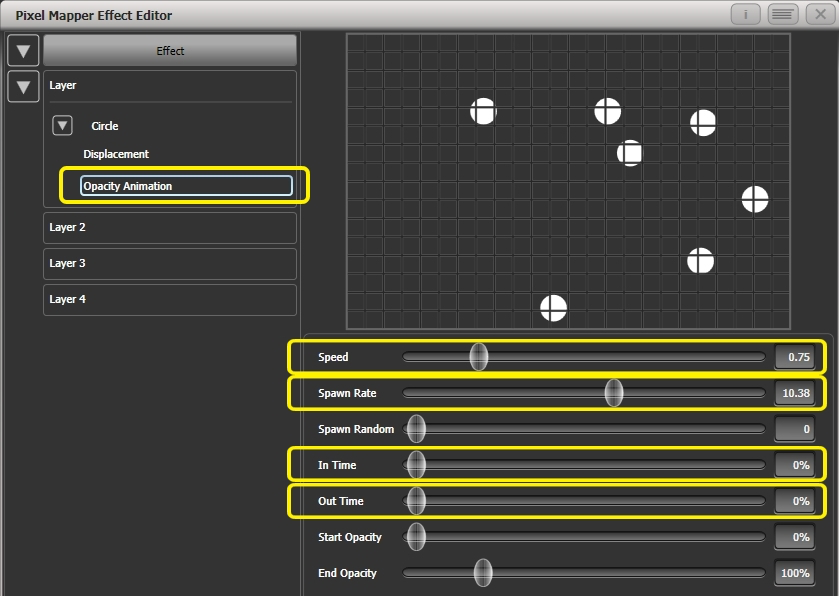 Pixel Mapper Effect Editor
Effect
Layer
Circle
Displacement
Opacity Animation
Layer 2
Layer 3
Layer 4
Speed 0.75
Spawn Rate 10.38
Spawn Random 0
In Time 0%
Out Time 0%
Start Opacity 0%
End Opacity 100%